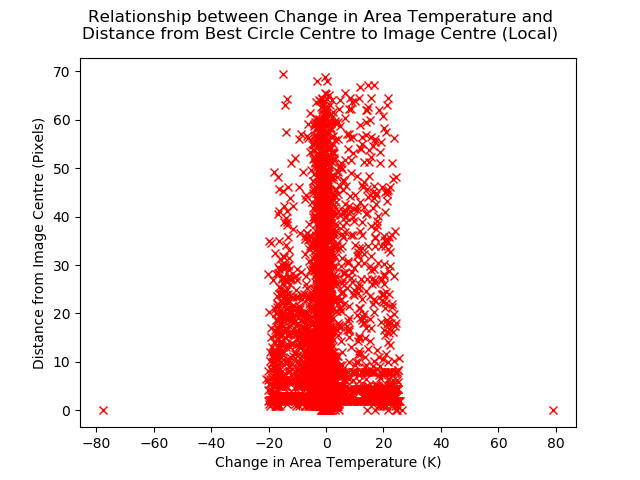 Relationship between Change in Area Temperature and
Distance from Best Circle Centre to Image Centre (Local)
70
60
50
40
30
20
10
0
Distance from Image Centre (Pixels)
−80 −60 −40 −20 0 20 40 60 80
Change in Area Temperature (K)